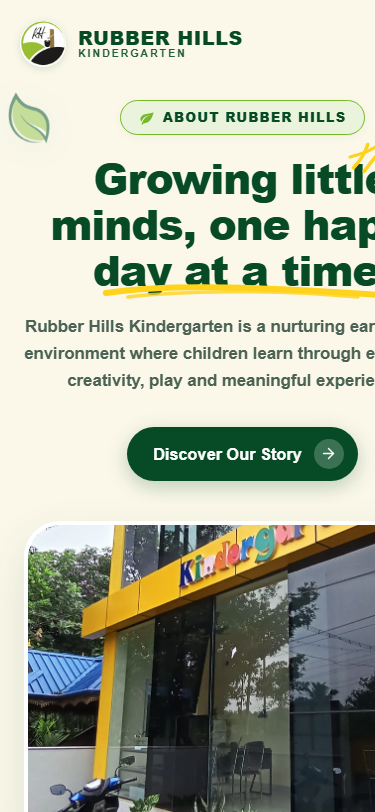 RH
RUBBER HILLS
KINDERGARTEN
ABOUT RUBBER HILLS
Growing little
minds, one hap
day at a time
Rubber Hills Kindergarten is a nurturing ear
environment where children learn through e
creativity, play and meaningful experie
Discover Our Story
Kinderga